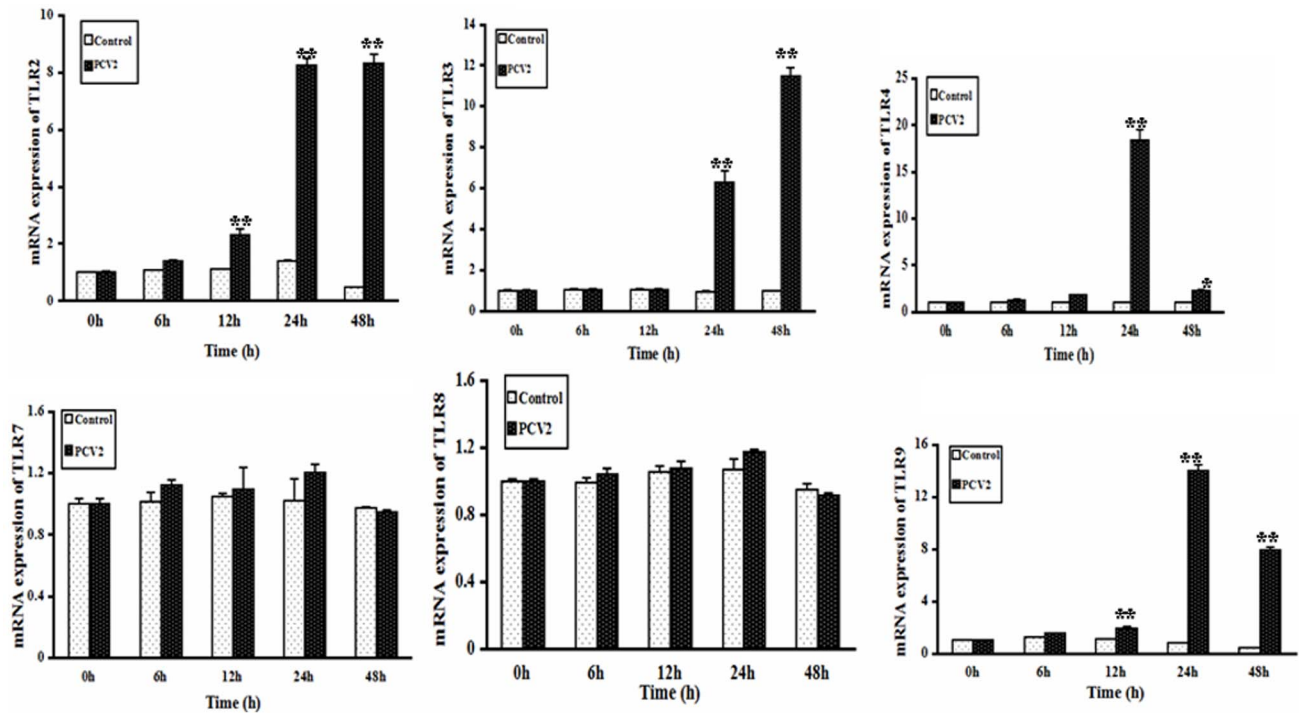 mRNA expression of TLR2
10
8
6
4
2
0
Control
PCV2
**
**
**
0h 6h 12h 24h 48h
Time (h)
mRNA expression of TLR3
14
12
10
8
6
4
2
0
Control
PCV2
**
**
0h 6h 12h 24h 48h
Time (h)
mRNA expression of TLR4
25
20
15
10
5
0
Control
PCV2
**
*
0h 6h 12h 24h 48h
Time (h)
mRNA expression of TLR7
1.6
1.2
0.8
0.4
0
Control
PCV2
0h 6h 12h 24h 48h
Time (h)
mRNA expression of TLR8
1.6
1.2
0.8
0.4
0
Control
PCV2
0h 6h 12h 24h 48h
Time (h)
mRNA expression of TLR9
16
12
8
4
0
Control
PCV2
**
**
**
0h 6h 12h 24h 48h
Time (h)